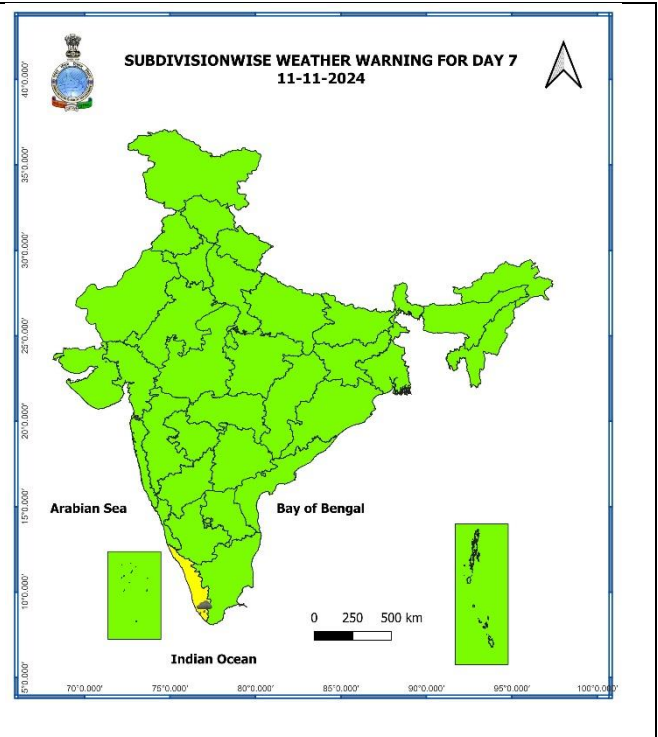 SUBDIVISIONWISE WEATHER WARNING FOR DAY 7
11-11-2024
40°0.000'
35°0.000'
30°0.000'
25°0.000'
20°0.000'
15°0.000'
10°0.000'
5°0.000'
Arabian Sea
Bay of Bengal
0 250 500 km
Indian Ocean
70°0.000' 75°0.000' 80°0.000' 85°0.000' 90°0.000' 95°0.000' 100°0.000'